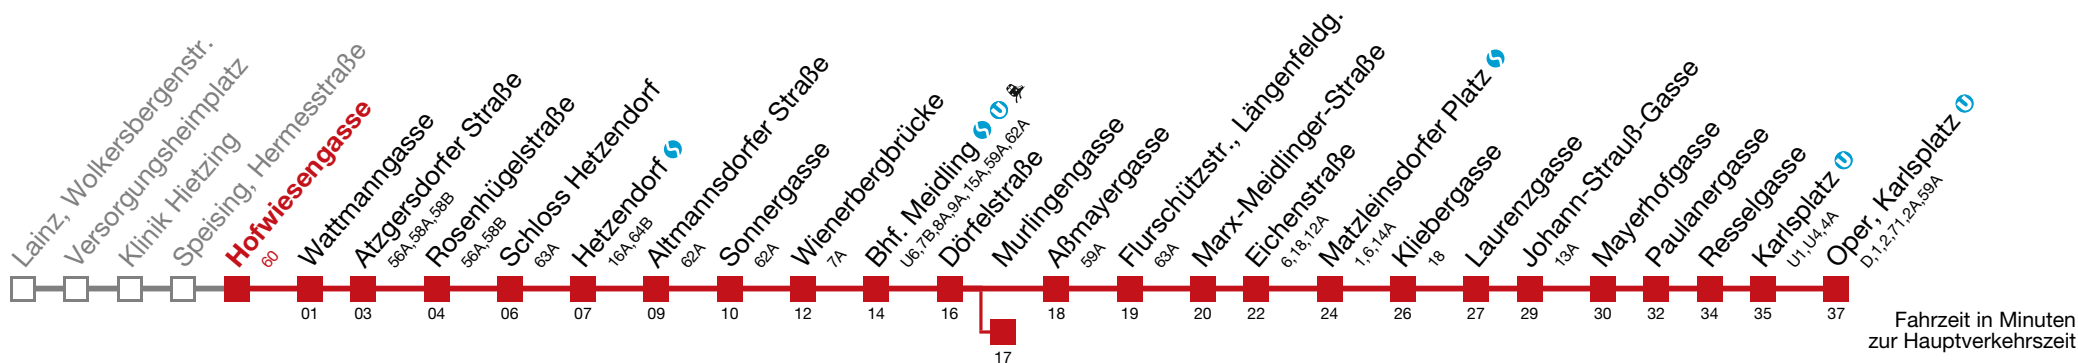 Lainz, Wolkersbergenstr.
Versorgungsheimplatz
Klinik Hietzing
Speising, Hermesstraße
Hofwiesengasse
60
Wattmanngasse
Atzgersdorfer Straße
56A,58A,58B
Rosenhügelstraße
56A,58B
Schloss Hetzendorf
63A
Hetzendorf
16A,64B
Altmannsdorfer Straße
62A
Sonnergasse
62A
Wienerbergbrücke
7A
Bhf. Meidling
U6,7B,8A,9A,15A,59A,62A
Dörfelstraße
Murlingengasse
Aßmayergasse
59A
Flurschützstr., Längenfeldg.
63A
Marx-Meidlinger-Straße
Eichenstraße
6,18,12A
Matzleinsdorfer Platz
1,6,14A
Kliebergasse
18
Laurenzgasse
Johann-Strauß-Gasse
13A
Mayerhofgasse
Paulanergasse
Resselgasse
Karlsplatz
U1,U4,4A
Oper, Karlsplatz
D,1,2,71,2A,59A
01 03 04 06 07 09 10 12 14 16 18 19 20 22 24 26 27 29 30 32 34 35 37
17
Fahrzeit in Minuten
zur Hauptverkehrszeit